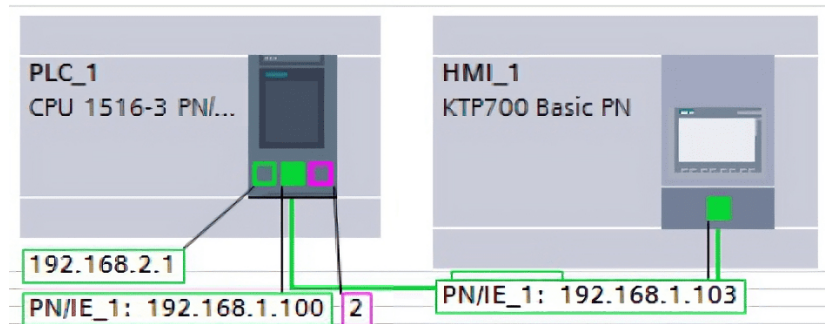 PLC_1
CPU 1516-3 PN/...
HMI_1
KTP700 Basic PN
192.168.2.1
PN/IE_1: 192.168.1.100
2
PN/IE_1: 192.168.1.103